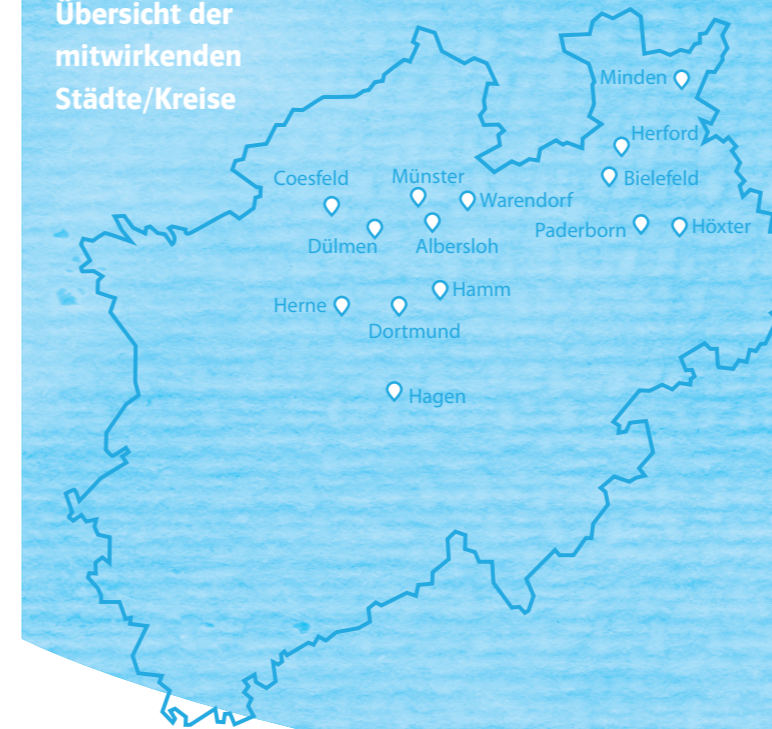 Übersicht der
mitwirkenden
Städte/Kreise
Minden
Herford
Coesfeld
Münster
Bielefeld
Warendorf
Paderborn
Höxter
Dülmen
Albersloh
Hamm
Herne
Dortmund
Hagen